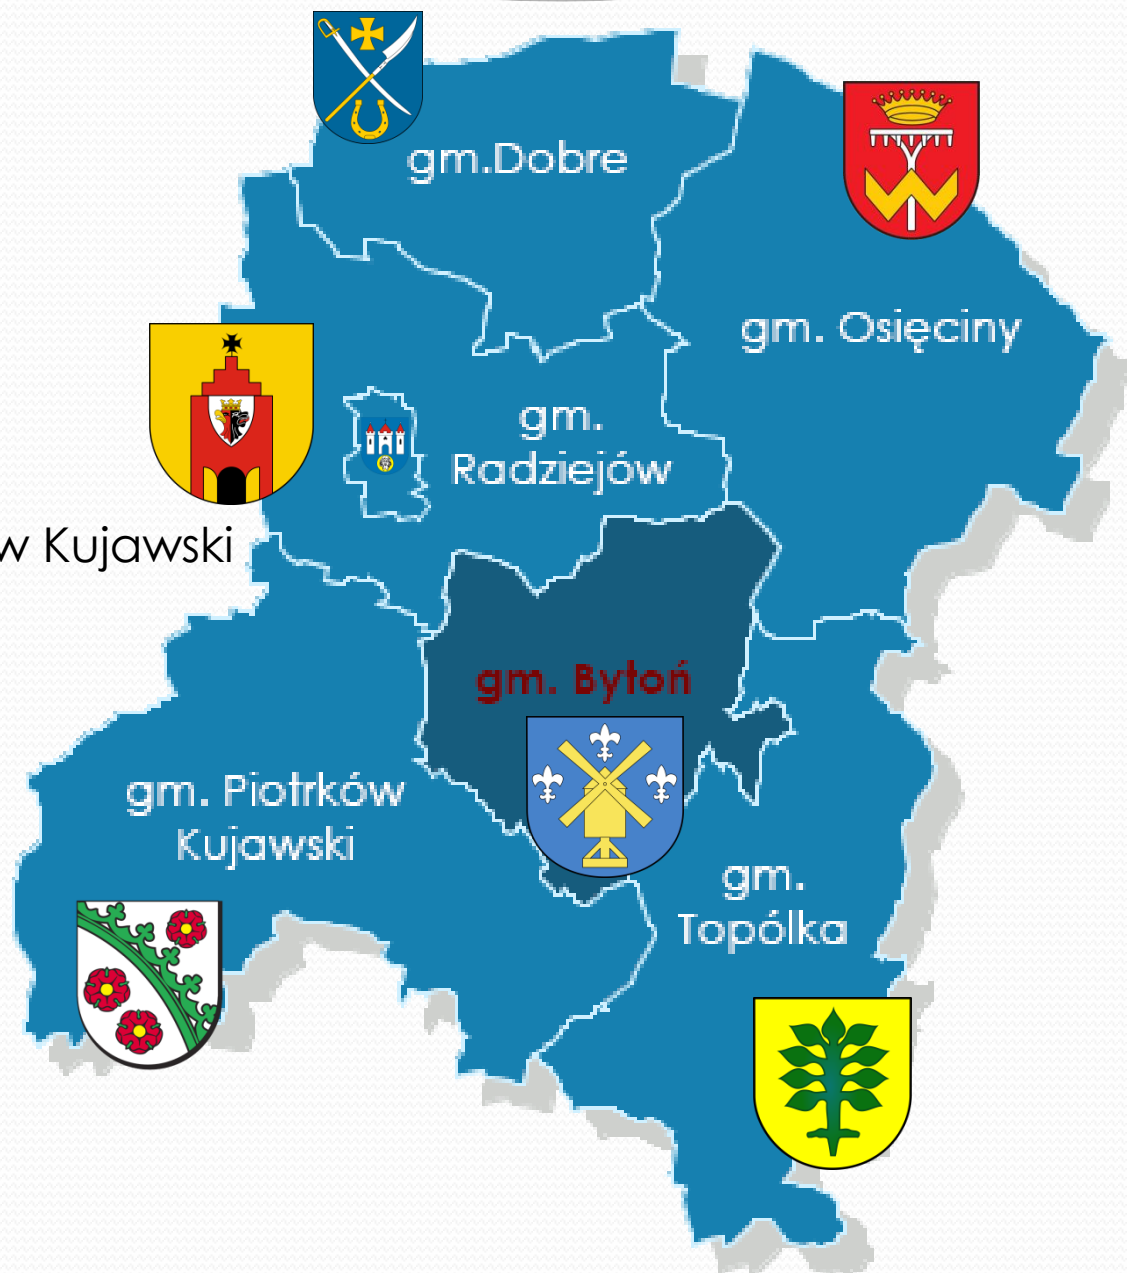 gm.Dobre
gm. Osięciny
gm.
Radziejów
w Kujawski
gm. Bytoń
gm. Piotrków
Kujawski
gm.
Topólka